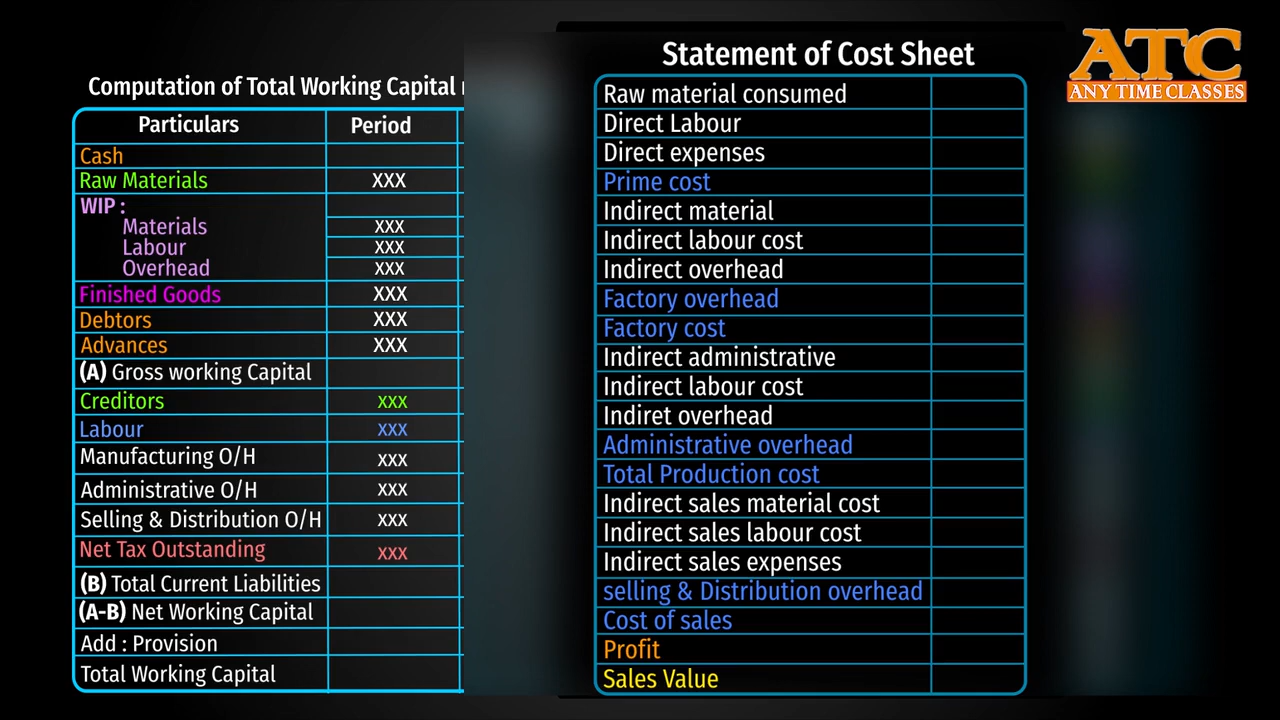 Computation of Total Working Capital
Particulars Period
Cash
Raw Materials XXX
WIP :
Materials XXX
Labour XXX
Overhead XXX
Finished Goods XXX
Debtors XXX
Advances XXX
(A) Gross working Capital
Creditors XXX
Labour XXX
Manufacturing O/H XXX
Administrative O/H XXX
Selling & Distribution O/H XXX
Net Tax Outstanding XXX
(B) Total Current Liabilities
(A-B) Net Working Capital
Add : Provision
Total Working Capital
Statement of Cost Sheet
Raw material consumed
Direct Labour
Direct expenses
Prime cost
Indirect material
Indirect labour cost
Indirect overhead
Factory overhead
Factory cost
Indirect administrative
Indirect labour cost
Indiret overhead
Administrative overhead
Total Production cost
Indirect sales material cost
Indirect sales labour cost
Indirect sales expenses
selling & Distribution overhead
Cost of sales
Profit
Sales Value
ATC
ANY TIME CLASSES